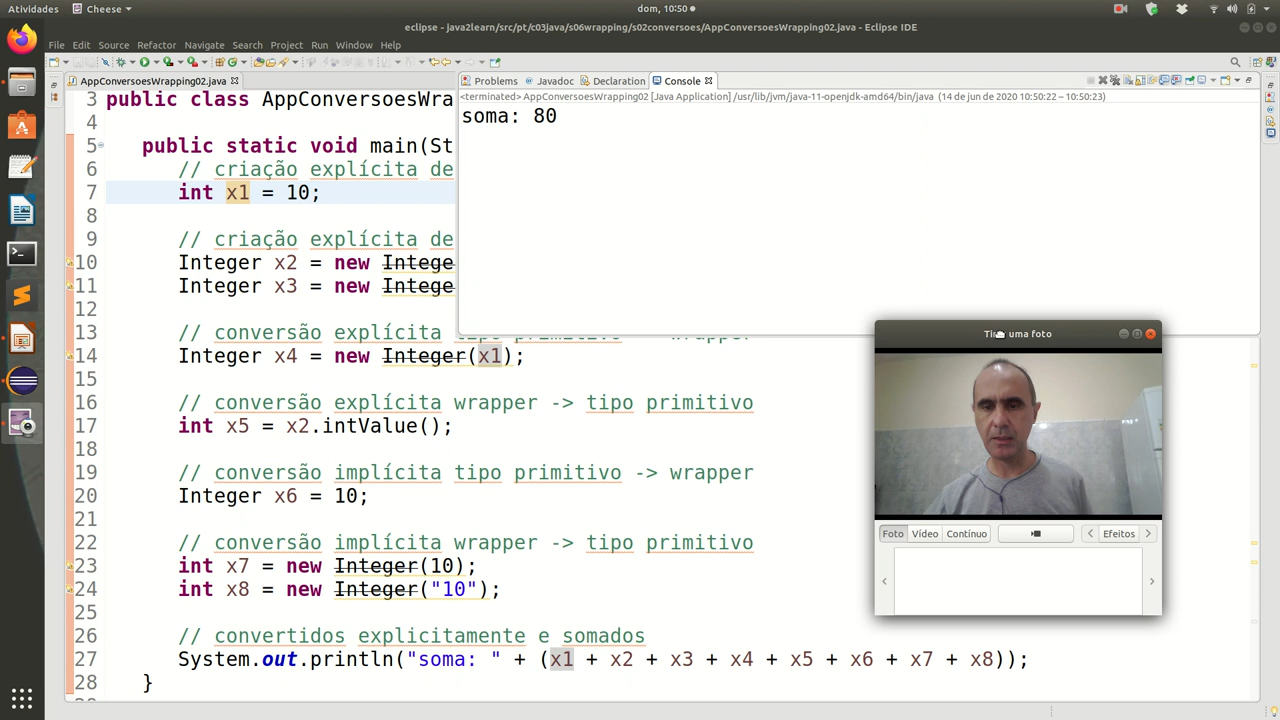 Atividades
Cheese
dom, 10:50
eclipse - java2learn/src/pt/c03java/s06wrapping/s02conversoes/AppConversoesWrapping02.java - Eclipse IDE
File Edit Source Refactor Navigate Search Project Run Window Help
AppConversoesWrapping02.java
Problems Javadoc Declaration Console
<terminated> AppConversoesWrapping02 [Java Application] /usr/lib/jvm/java-11-openjdk-amd64/bin/java (14 de jun de 2020 10:50:22 – 10:50:23)
soma: 80
3 public class AppConversoesWra
4
5 public static void main(St
6 // criação explícita de
7 int x1 = 10;
8
9 // criação explícita de
10 Integer x2 = new Intege
11 Integer x3 = new Intege
12
13 // conversão explícita tipo primitivo -> wrapper
14 Integer x4 = new Integer(x1);
15
16 // conversão explícita wrapper -> tipo primitivo
17 int x5 = x2.intValue();
18
19 // conversão implícita tipo primitivo -> wrapper
20 Integer x6 = 10;
21
22 // conversão implícita wrapper -> tipo primitivo
23 int x7 = new Integer(10);
24 int x8 = new Integer("10");
25
26 // convertidos explicitamente e somados
27 System.out.println("soma: " + (x1 + x2 + x3 + x4 + x5 + x6 + x7 + x8));
28 }
uma foto
Foto Vídeo Contínuo Efeitos